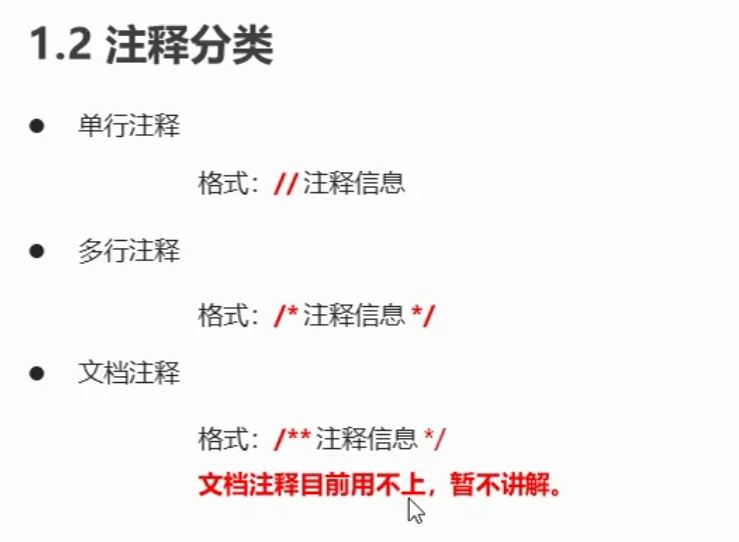 1.2 注释分类
● 单行注释
格式：// 注释信息
● 多行注释
格式：/* 注释信息 */
● 文档注释
格式：/** 注释信息 */
文档注释目前用不上，暂不讲解。